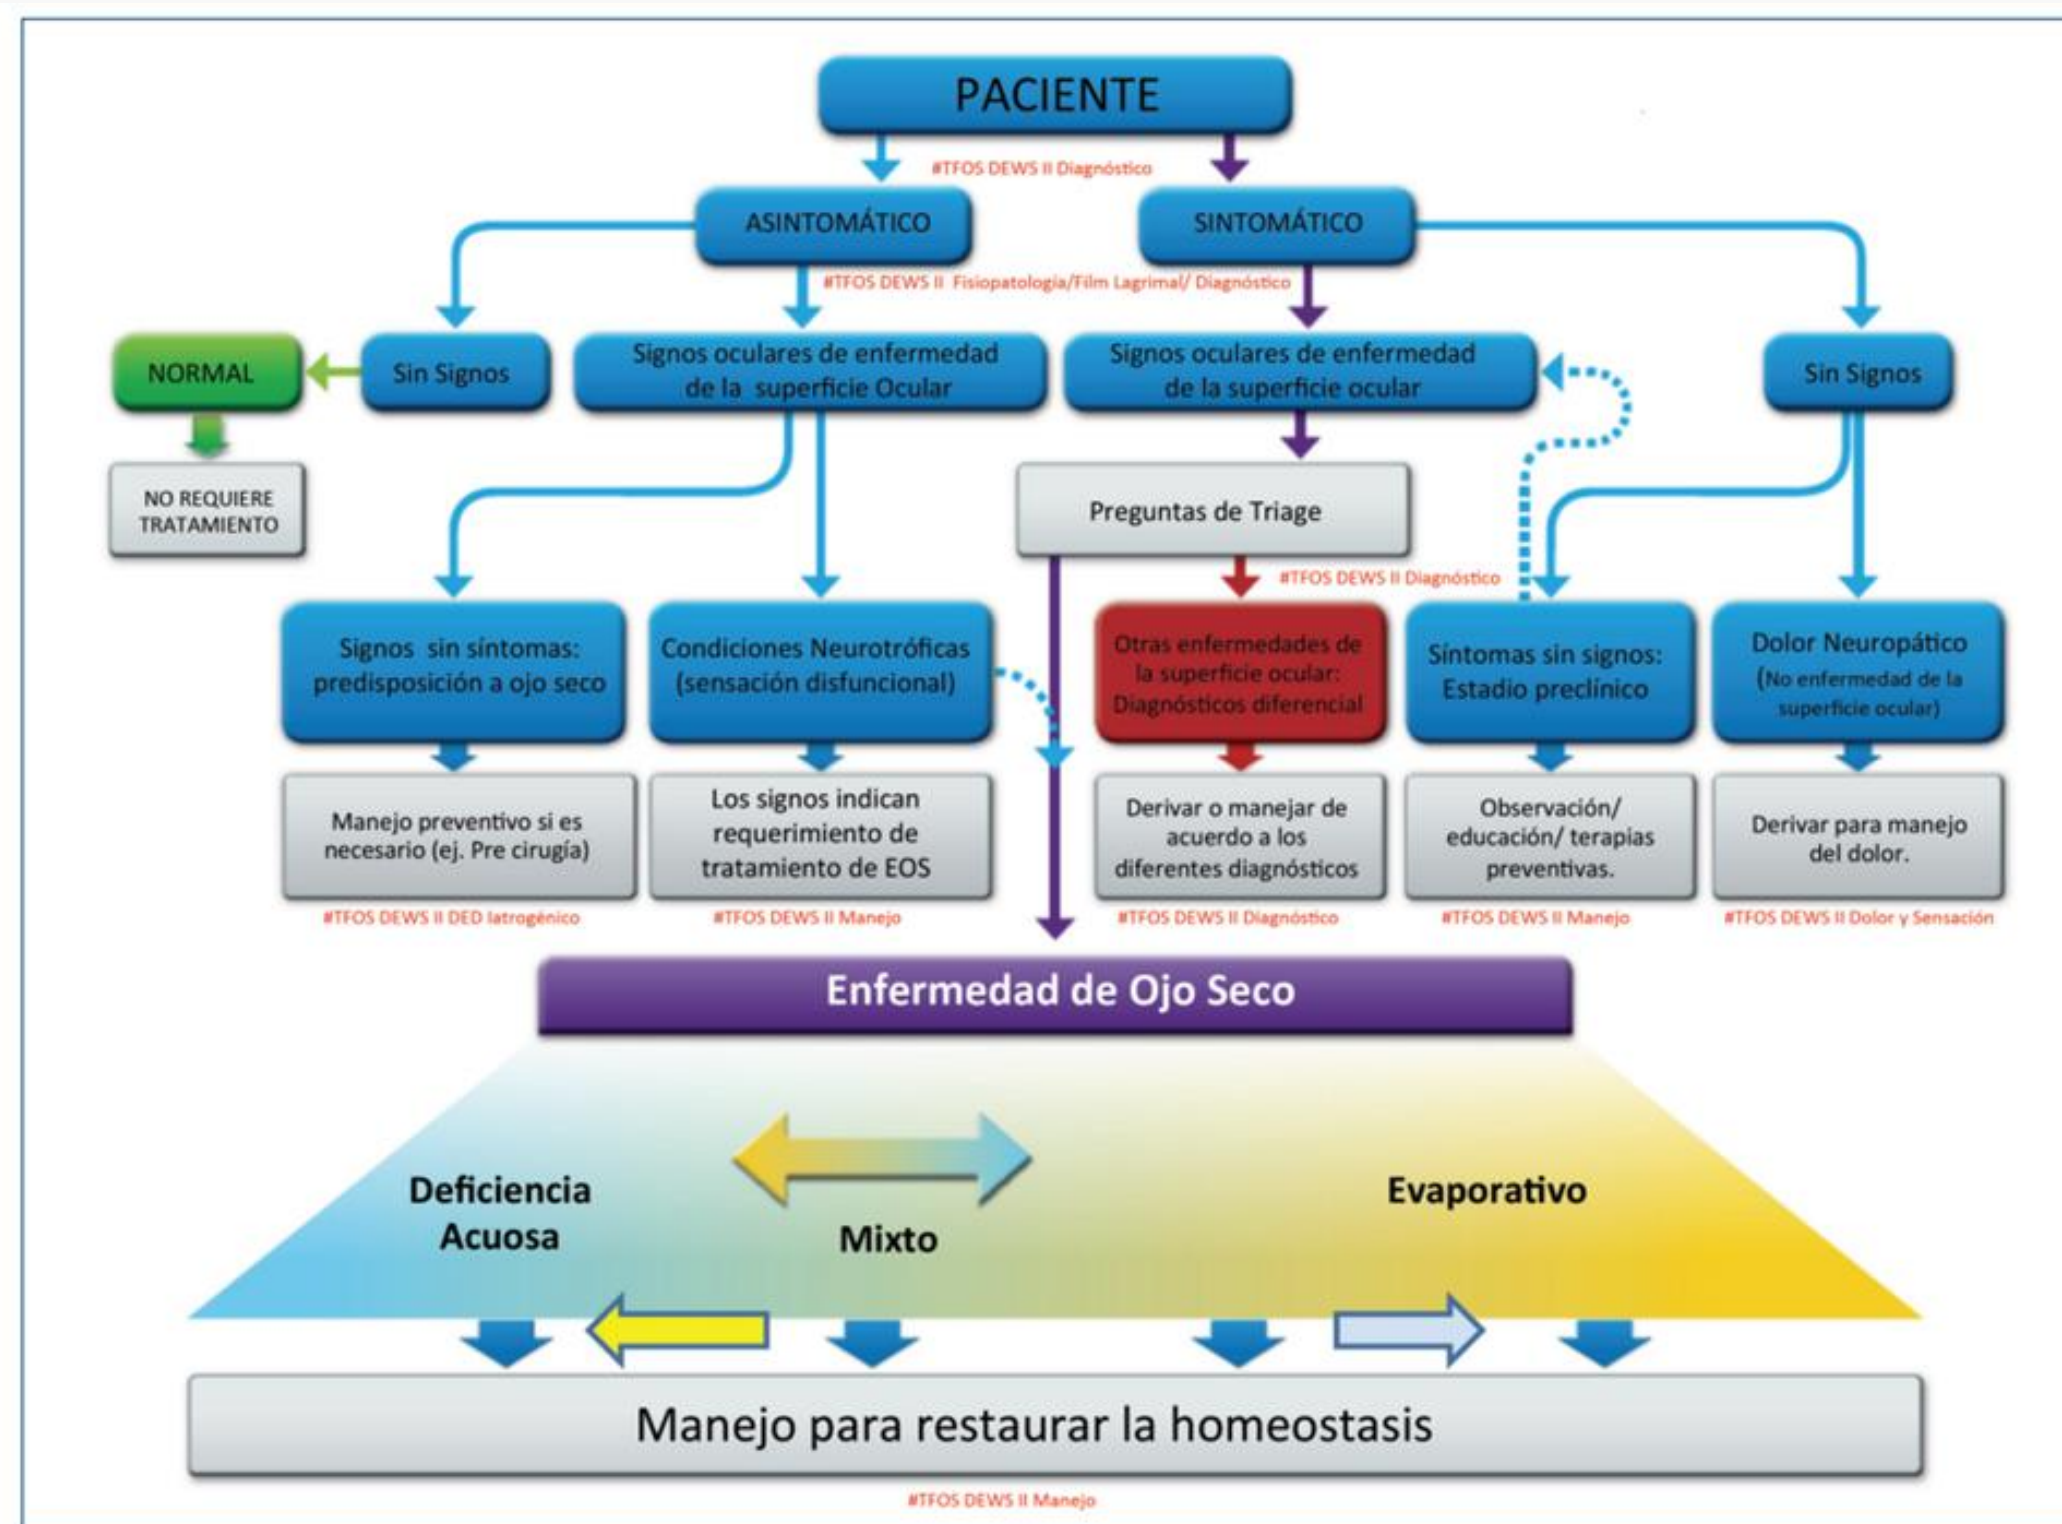 PACIENTE
#TFOS DEWS II Diagnóstico
ASINTOMÁTICO
SINTOMÁTICO
#TFOS DEWS II Fisiopatología/Film Lagrimal/ Diagnóstico
NORMAL
Sin Signos
Signos oculares de enfermedad
de la superficie Ocular
Signos oculares de enfermedad
de la superficie ocular
Sin Signos
NO REQUIERE
TRATAMIENTO
Preguntas de Triage
#TFOS DEWS II Diagnóstico
Signos sin síntomas:
predisposición a ojo seco
Condiciones Neurotróficas
(sensación disfuncional)
Otras enfermedades de
la superficie ocular:
Diagnósticos diferencial
Síntomas sin signos:
Estadio preclínico
Dolor Neuropático
(No enfermedad de la
superficie ocular)
Manejo preventivo si es
necesario (ej. Pre cirugía)
Los signos indican
requerimiento de
tratamiento de EOS
Derivar o manejar de
acuerdo a los
diferentes diagnósticos
Observación/
educación/ terapias
preventivas.
Derivar para manejo
del dolor.
#TFOS DEWS II DED Iatrogénico
#TFOS DEWS II Manejo
#TFOS DEWS II Diagnóstico
#TFOS DEWS II Manejo
#TFOS DEWS II Dolor y Sensación
Enfermedad de Ojo Seco
Deficiencia
Acuosa
Mixto
Evaporativo
Manejo para restaurar la homeostasis
#TFOS DEWS II Manejo